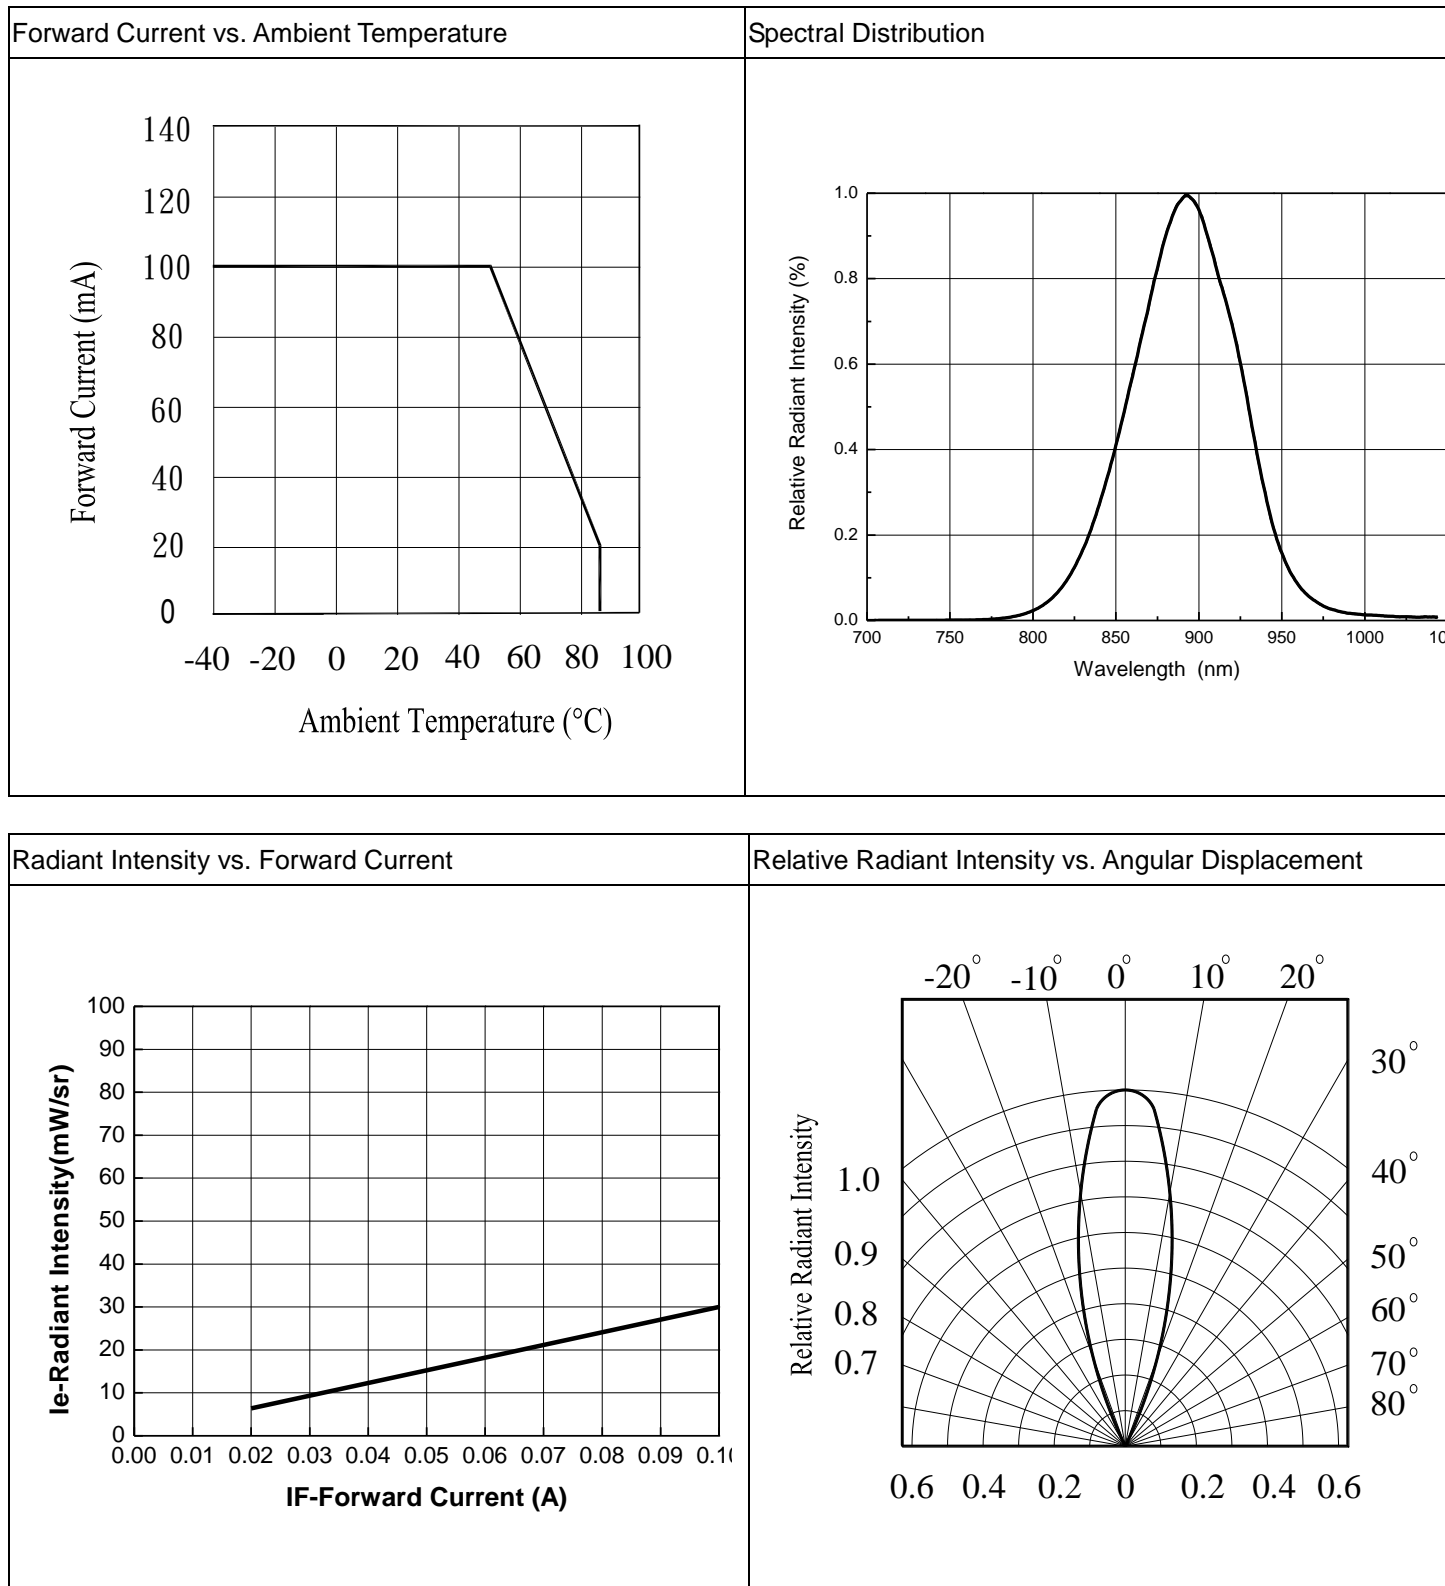 Forward Current vs. Ambient Temperature
Spectral Distribution
140
120
100
80
60
40
20
0
Forward Current (mA)
-40 -20 0 20 40 60 80 100
Ambient Temperature (°C)
1.0
0.8
0.6
0.4
0.2
0.0
Relative Radiant Intensity (%)
700 750 800 850 900 950 1000
Wavelength (nm)
Radiant Intensity vs. Forward Current
Relative Radiant Intensity vs. Angular Displacement
100
90
80
70
60
50
40
30
20
10
0
Ie-Radiant Intensity(mW/sr)
0.00 0.01 0.02 0.03 0.04 0.05 0.06 0.07 0.08 0.09
IF-Forward Current (A)
-20° -10° 0° 10° 20°
30°
40°
50°
60°
70°
80°
Relative Radiant Intensity
1.0
0.9
0.8
0.7
0.6 0.4 0.2 0 0.2 0.4 0.6